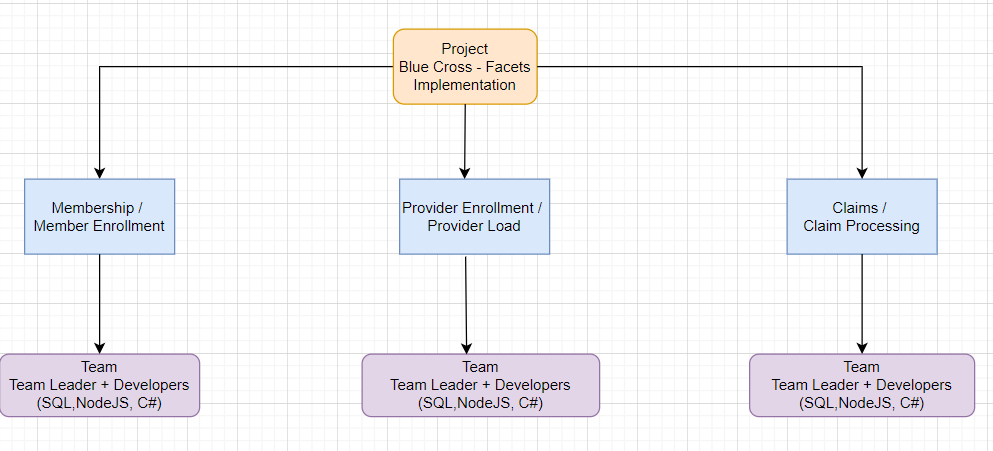 Project
Blue Cross - Facets
Implementation
Membership /
Member Enrollment
Provider Enrollment /
Provider Load
Claims /
Claim Processing
Team
Team Leader + Developers
(SQL,NodeJS, C#)
Team
Team Leader + Developers
(SQL,NodeJS, C#)
Team
Team Leader + Developers
(SQL,NodeJS, C#)